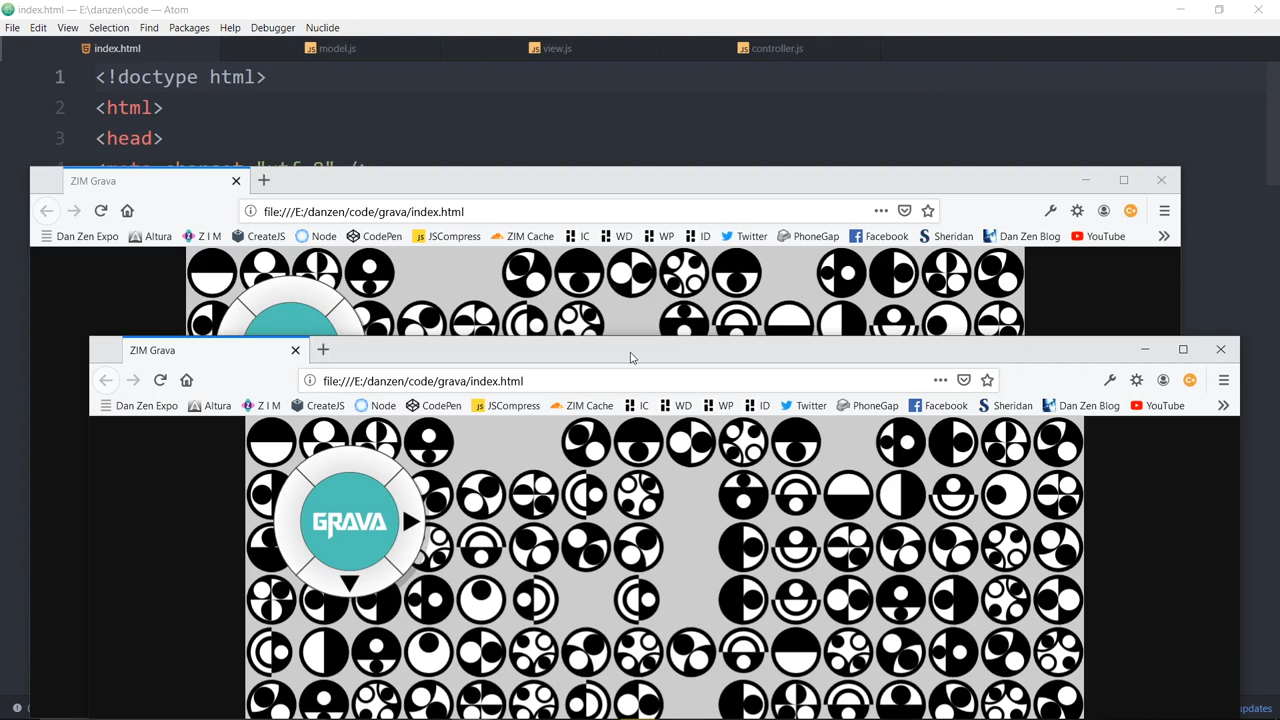 index.html — E:\danzen\code — Atom
File Edit View Selection Find Packages Help Debugger Nuclide
index.html model.js view.js controller.js
1 <!doctype html>
2 <html>
3 <head>
ZIM Grava
file:///E:/danzen/code/grava/index.html
Dan Zen Expo Altura Z I M CreateJS Node CodePen JSCompress ZIM Cache IC WD WP ID Twitter PhoneGap Facebook Sheridan Dan Zen Blog YouTube
ZIM Grava
file:///E:/danzen/code/grava/index.html
Dan Zen Expo Altura Z I M CreateJS Node CodePen JSCompress ZIM Cache IC WD WP ID Twitter PhoneGap Facebook Sheridan Dan Zen Blog YouTube
GRAVA
updates